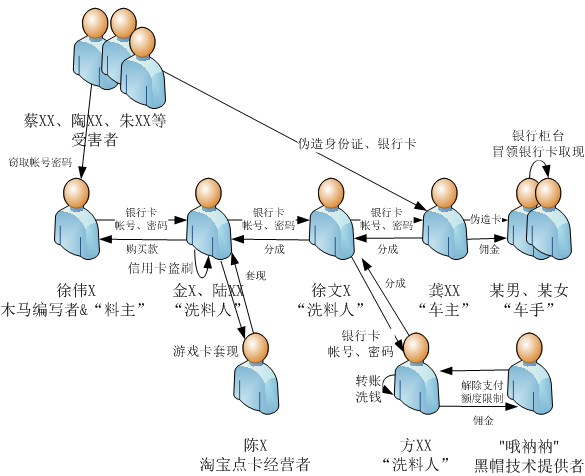 蔡XX、陶XX、朱XX等
受害者
伪造身份证、银行卡
银行柜台
冒领银行卡取现
窃取帐号密码
银行卡
帐号、密码
银行卡
帐号、密码
银行卡
帐号、密码
伪造卡
购买款
分成
分成
佣金
信用卡盗刷
套现
徐伟X
木马编写者&“料主”
金X、陆XX
“洗料人”
徐文X
“洗料人”
龚XX
“车主”
某男、某女
“车手”
分成
银行卡
帐号、密码
游戏卡套现
转账
洗钱
解除支付
额度限制
佣金
陈X
淘宝点卡经营者
方XX
“洗料人”
"哦衲衲"
黑帽技术提供者